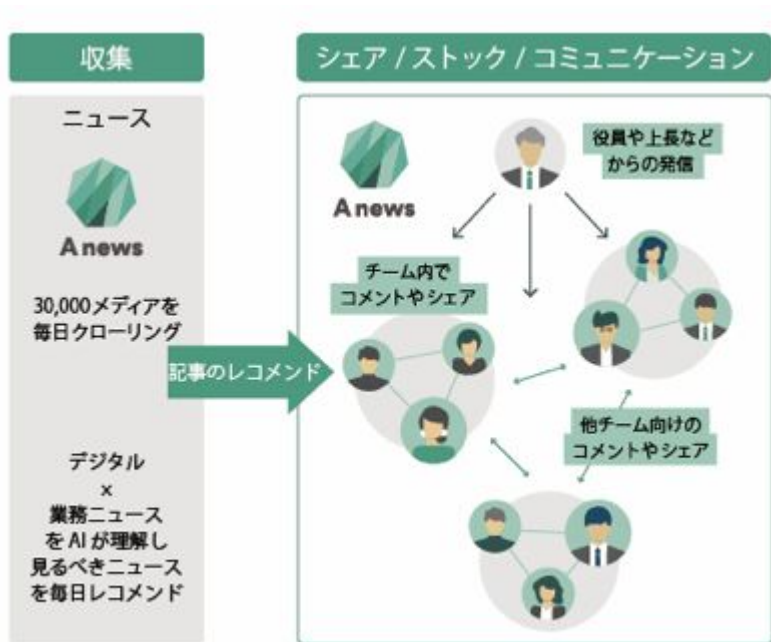 収集
ニュース
A news
30,000メディアを
毎日クローリング
デジタル
×
業務ニュース
をAIが理解し
見るべきニュース
を毎日レコメンド
記事のレコメンド
シェア / ストック / コミュニケーション
A news
役員や上長など
からの発信
チーム内で
コメントやシェア
他チーム向けの
コメントやシェア